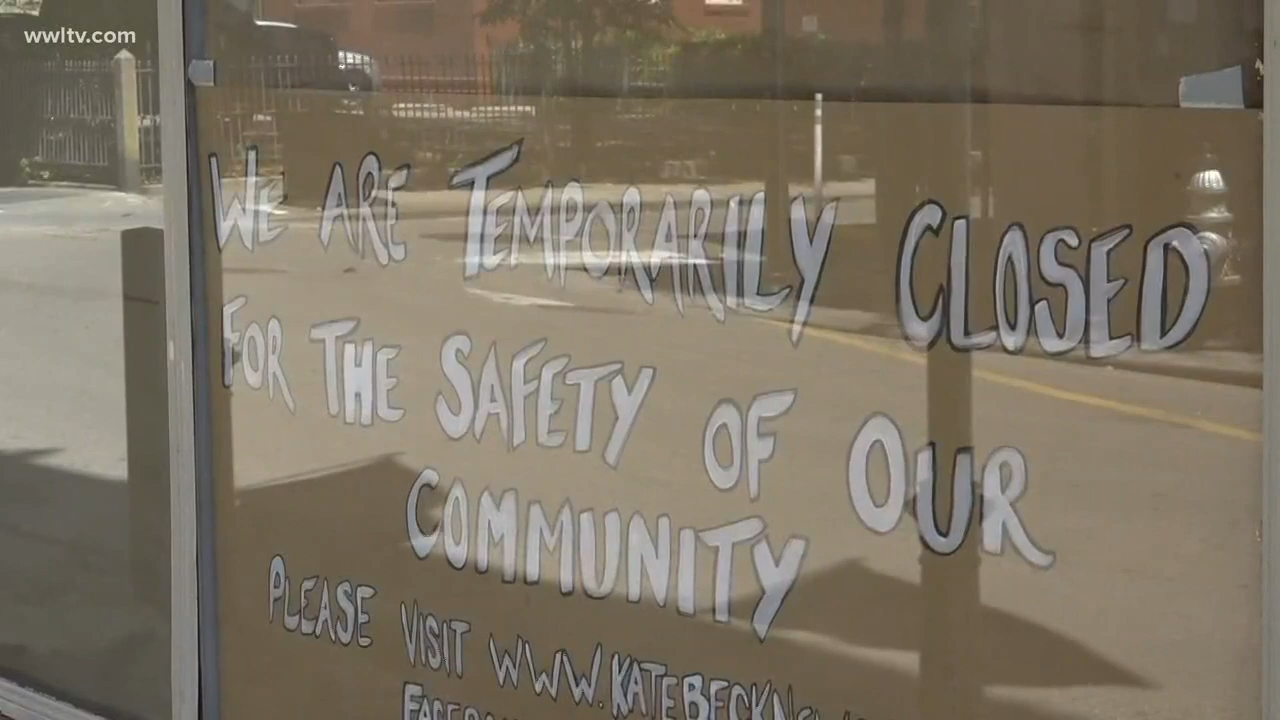 wwltv.com
WE ARE TEMPORARILY CLOSED
FOR THE SAFETY OF OUR
COMMUNITY
PLEASE VISIT